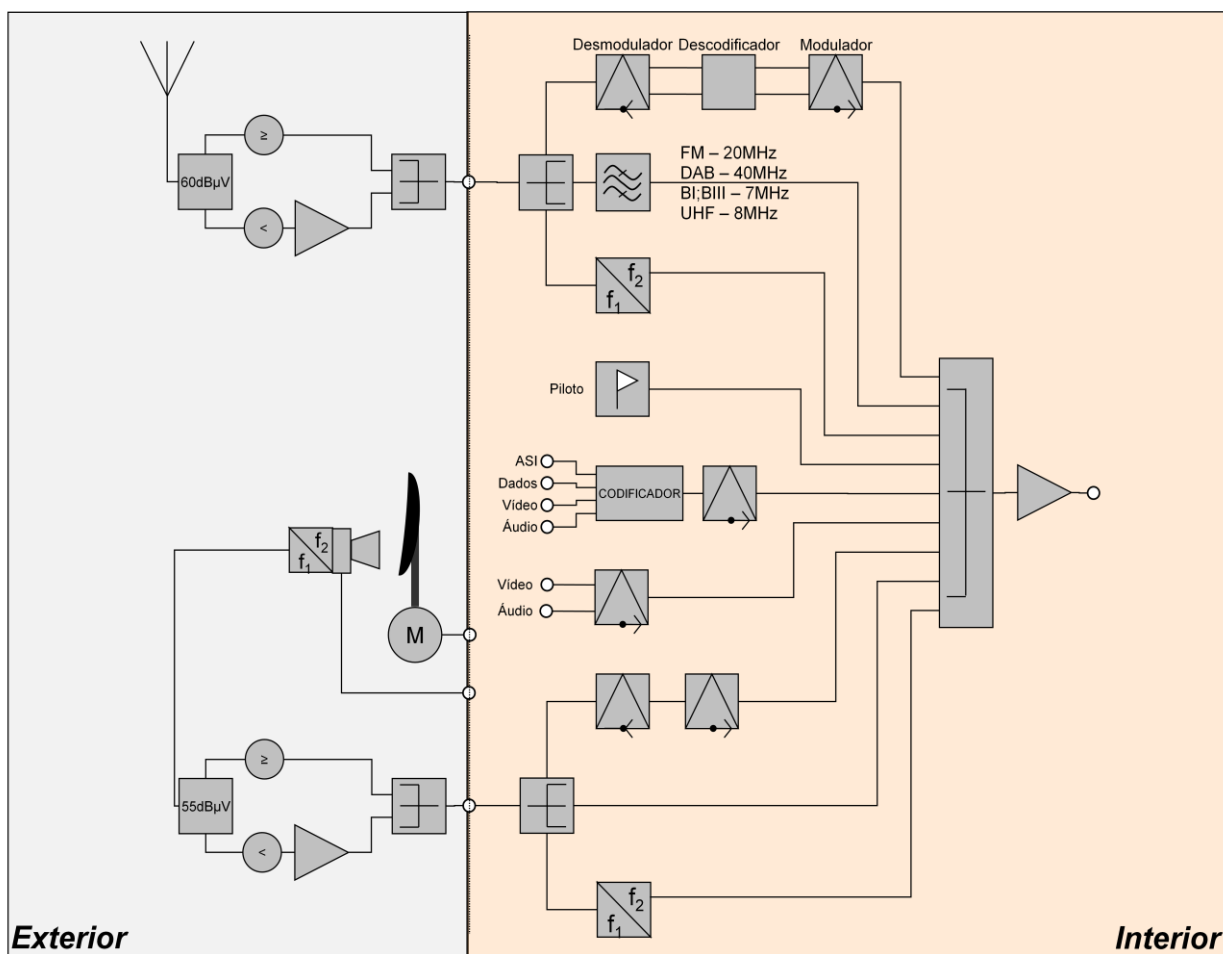 Desmodulador Descodificador Modulador
≥
60dBµV
<
FM – 20MHz
DAB – 40MHz
BI;BIII – 7MHz
UHF – 8MHz
f2
f1
Piloto
ASI
Dados
Vídeo
Áudio
CODIFICADOR
f2
f1
Vídeo
Áudio
M
≥
55dBµV
<
f2
f1
Exterior
Interior